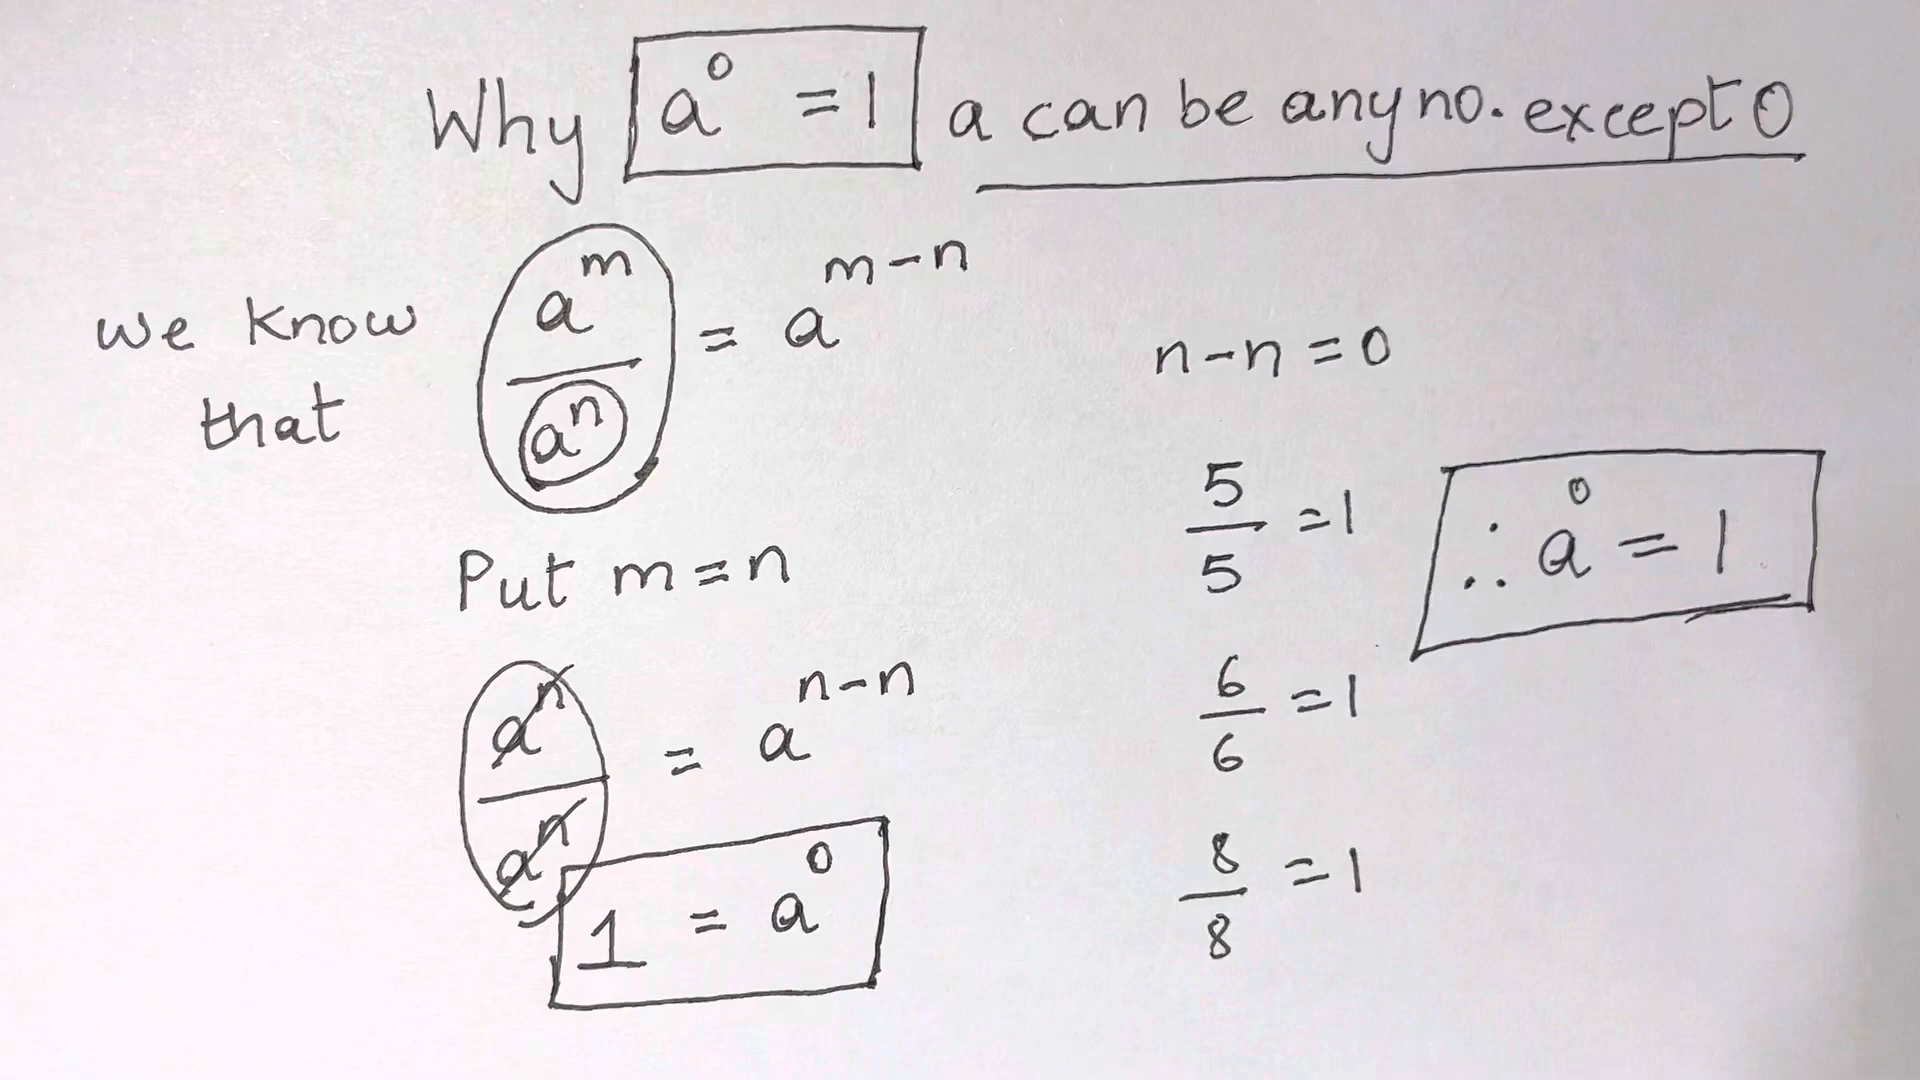 Why a⁰ = 1 a can be any no. except 0
we know that aᵐ/aⁿ = aᵐ⁻ⁿ
Put m = n
aⁿ/aⁿ = aⁿ⁻ⁿ
1 = a⁰
n-n = 0
5/5 = 1
6/6 = 1
8/8 = 1
∴ a⁰ = 1